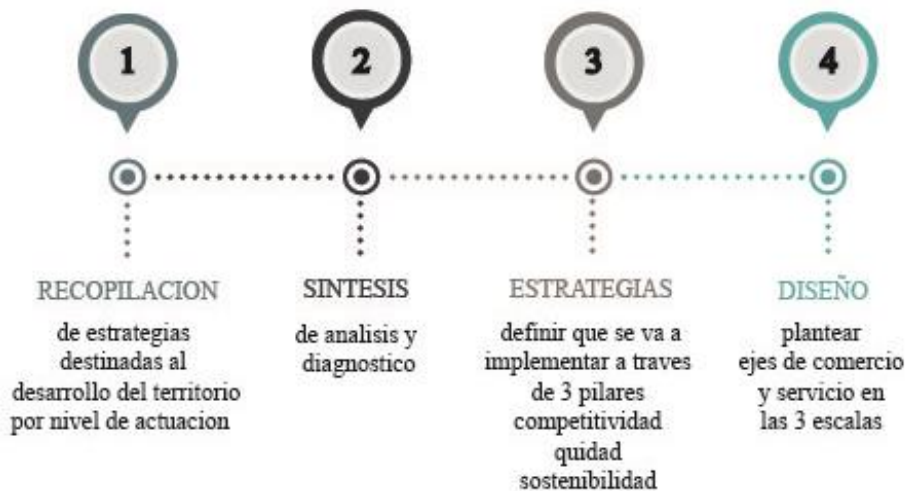 1
RECOPILACION
de estrategias
destinadas al
desarrollo del territorio
por nivel de actuacion
2
SINTESIS
de analisis y
diagnostico
3
ESTRATEGIAS
definir que se va a
implementar a traves
de 3 pilares
competitividad
quidad
sostenibilidad
4
DISEÑO
plantear
ejes de comercio
y servicio en
las 3 escalas